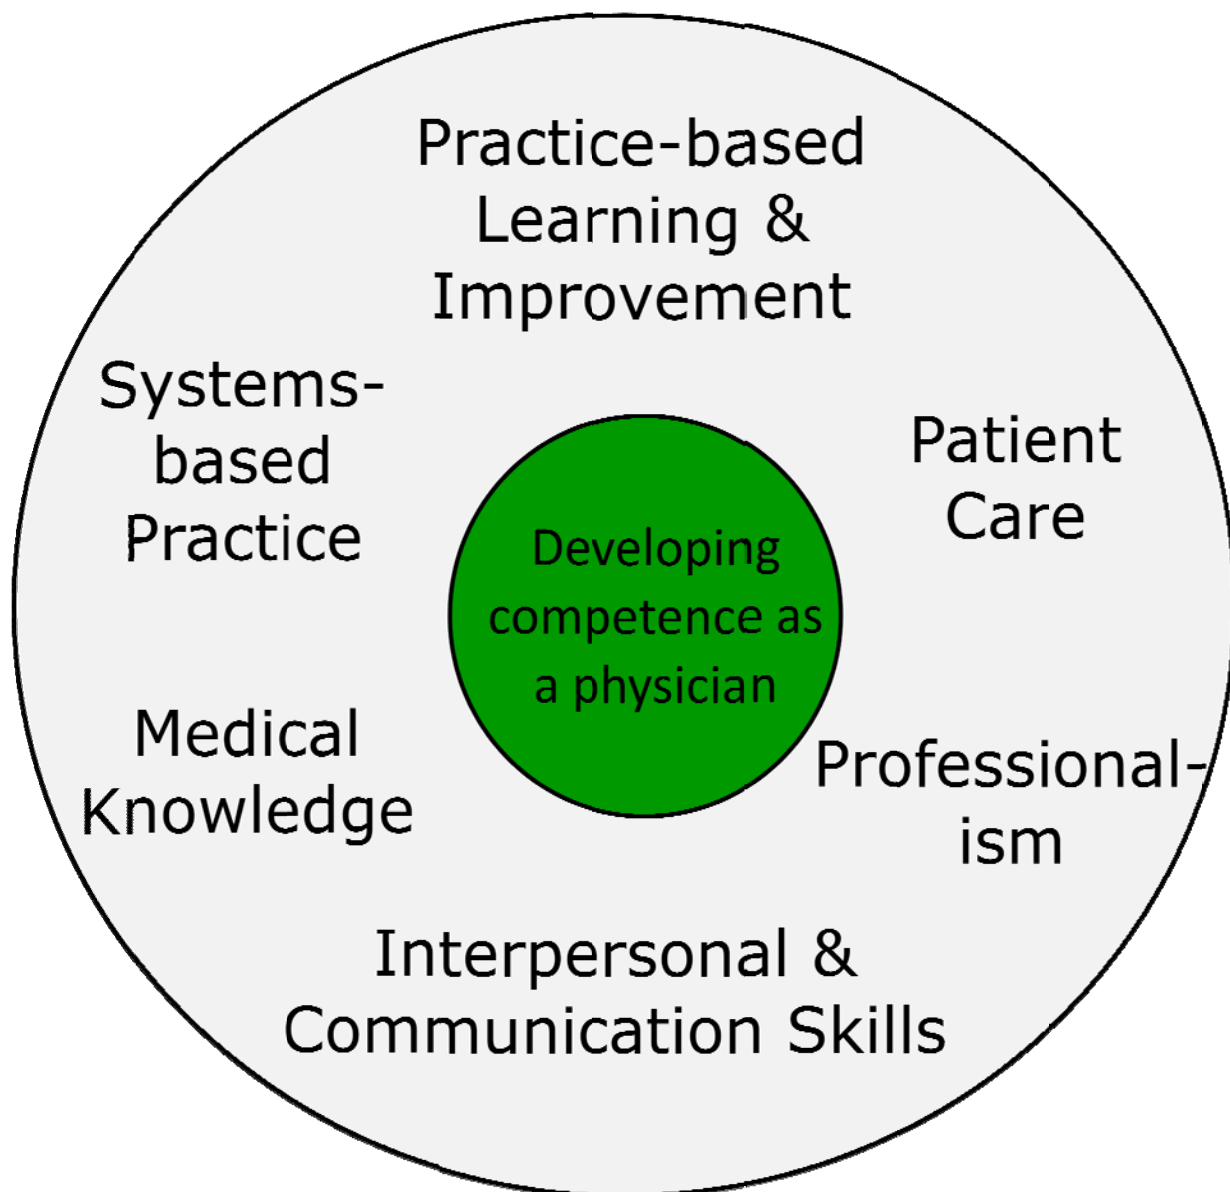 Practice-based
Learning &
Improvement
Systems-
based
Practice
Patient
Care
Developing
competence as
a physician
Medical
Knowledge
Professional-
ism
Interpersonal &
Communication Skills